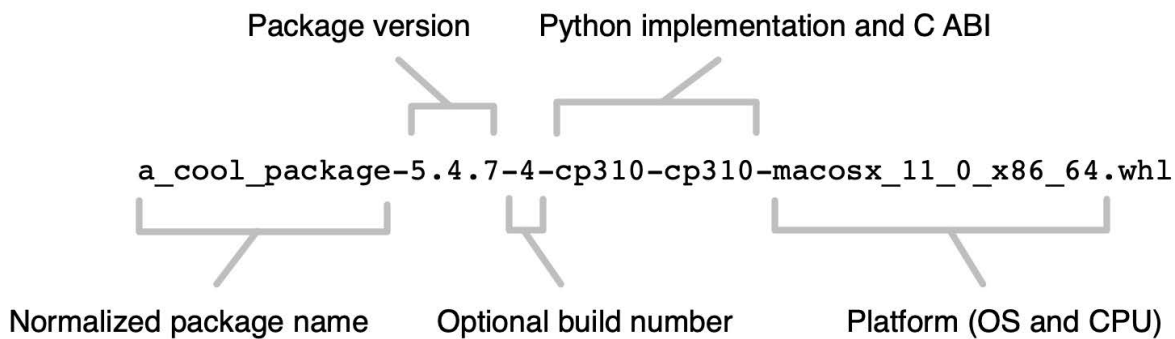 Package version Python implementation and C ABI
a_cool_package-5.4.7-4-cp310-cp310-macosx_11_0_x86_64.whl
Normalized package name Optional build number Platform (OS and CPU)